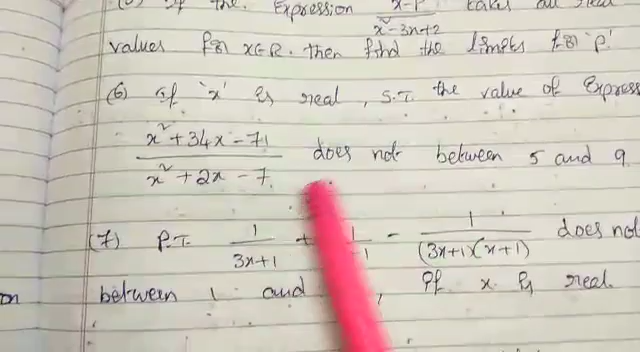 Expression x-p takes all real
x²-3x+2
values for x∈R. then find the limits for 'p'
(6) If 'x' is real, S.T. the value of Express
x²+34x-71
x²+2x-7 does not between 5 and 9
(7) P.T. 1/3x+1 + - 1/(3x+1)(x+1) does not
between 1 and , If x is real.